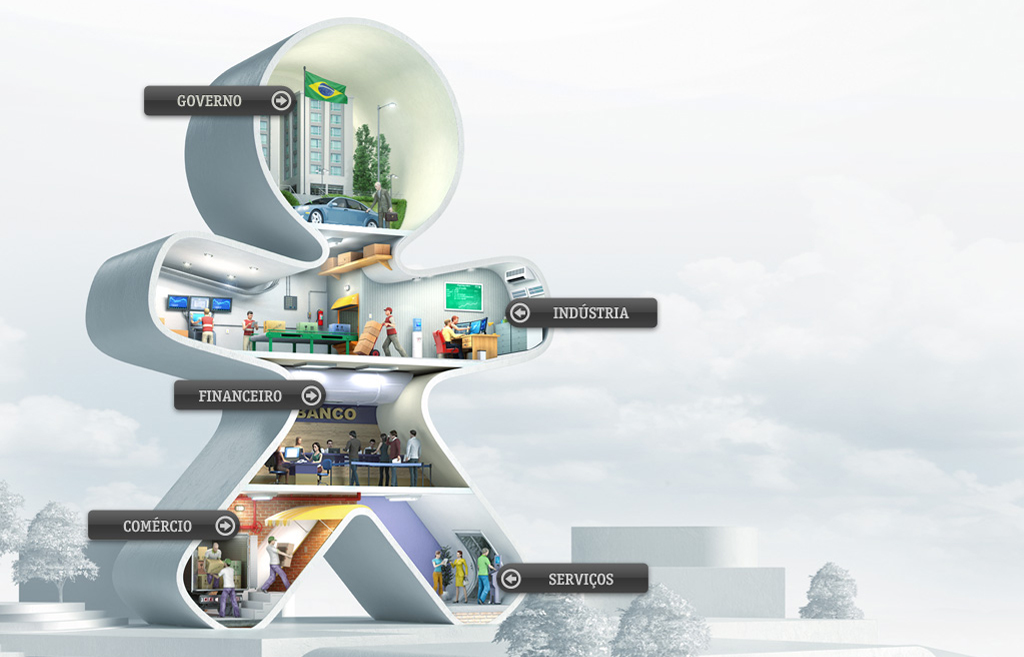 GOVERNO
INDÚSTRIA
FINANCEIRO
BANCO
COMÉRCIO
SERVIÇOS